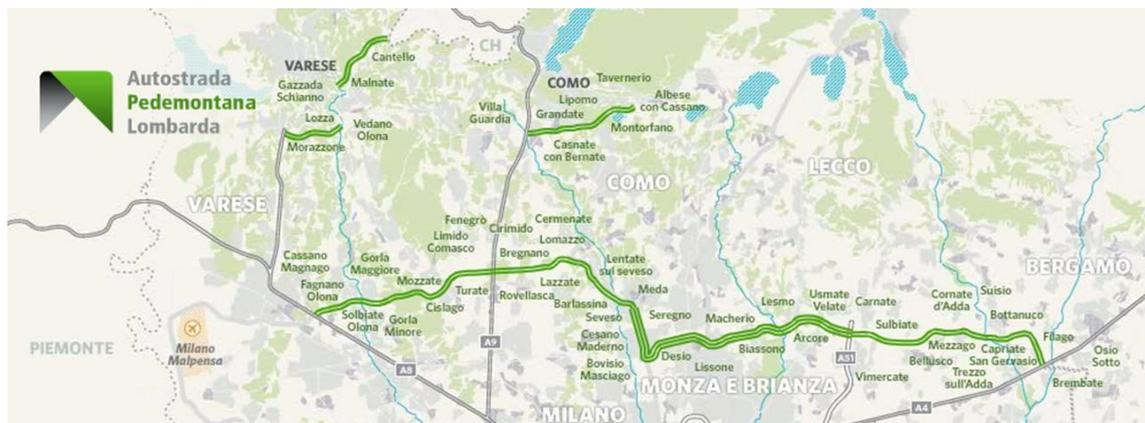 Autostrada
Pedemontana
Lombarda
CH
VARESE
Cantello
Gazzada
Schianno
Malnate
Lozza
Vedano
Olona
Morazzone
COMO
Tavernerio
Villa
Guardia
Lipomo
Grandate
Albese
con Cassano
Montorfano
Casnate
con Bernate
COMO
LECCO
VARESE
BERGAMO
Fenegrò
Cirimido
Cermenate
Limido
Comasco
Bregnano
Lomazzo
Cassano
Magnago
Gorla
Maggiore
Mozzate
Lentate
sul seveso
Fagnano
Olona
Turate
Lazzate
Meda
Rovellasca
Cislago
Barlassina
Seveso
Seregno
Solbiate
Olona
Gorla
Minore
Cesano
Maderno
Macherio
Lesmo
Usmate
Velate
Carnate
Cornate
d'Adda
Suisio
Bottanuco
Sulbiate
Arcore
Filago
Biassono
Desio
Lissone
Bovisio
Masciago
Mezzago
Capriate
San Gervasio
Bellusco
Trezzo
sull'Adda
Osio
Sotto
Vimercate
Brembate
PIEMONTE
Milano
Malpensa
A8
A9
A51
A4
MONZA E BRIANZA
MILANO